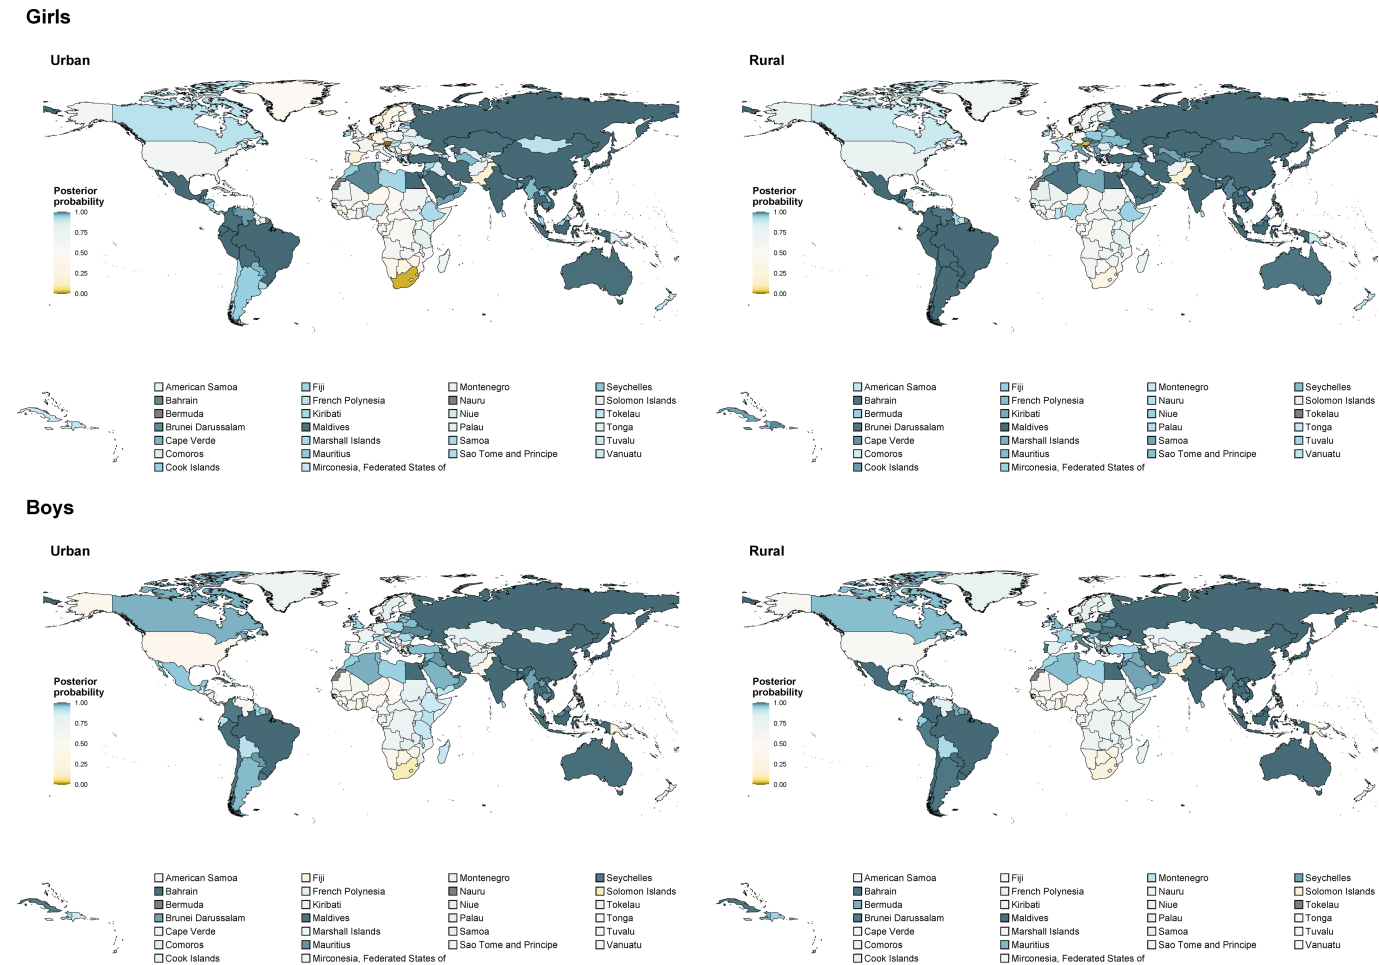 Girls
Urban
Rural
Posterior
probability
1.00
0.75
0.50
0.25
0.00
Posterior
probability
1.00
0.75
0.50
0.25
0.00
American Samoa
Bahrain
Bermuda
Brunei Darussalam
Cape Verde
Comoros
Cook Islands
Fiji
French Polynesia
Kiribati
Maldives
Marshall Islands
Mauritius
Mirconesia, Federated States of
Montenegro
Nauru
Niue
Palau
Samoa
Sao Tome and Principe
Seychelles
Solomon Islands
Tokelau
Tonga
Tuvalu
Vanuatu
American Samoa
Bahrain
Bermuda
Brunei Darussalam
Cape Verde
Comoros
Cook Islands
Fiji
French Polynesia
Kiribati
Maldives
Marshall Islands
Mauritius
Mirconesia, Federated States of
Montenegro
Nauru
Niue
Palau
Samoa
Sao Tome and Principe
Seychelles
Solomon Islands
Tokelau
Tonga
Tuvalu
Vanuatu
Boys
Urban
Rural
Posterior
probability
1.00
0.75
0.50
0.25
0.00
Posterior
probability
1.00
0.75
0.50
0.25
0.00
American Samoa
Bahrain
Bermuda
Brunei Darussalam
Cape Verde
Comoros
Cook Islands
Fiji
French Polynesia
Kiribati
Maldives
Marshall Islands
Mauritius
Mirconesia, Federated States of
Montenegro
Nauru
Niue
Palau
Samoa
Sao Tome and Principe
Seychelles
Solomon Islands
Tokelau
Tonga
Tuvalu
Vanuatu
American Samoa
Bahrain
Bermuda
Brunei Darussalam
Cape Verde
Comoros
Cook Islands
Fiji
French Polynesia
Kiribati
Maldives
Marshall Islands
Mauritius
Mirconesia, Federated States of
Montenegro
Nauru
Niue
Palau
Samoa
Sao Tome and Principe
Seychelles
Solomon Islands
Tokelau
Tonga
Tuvalu
Vanuatu